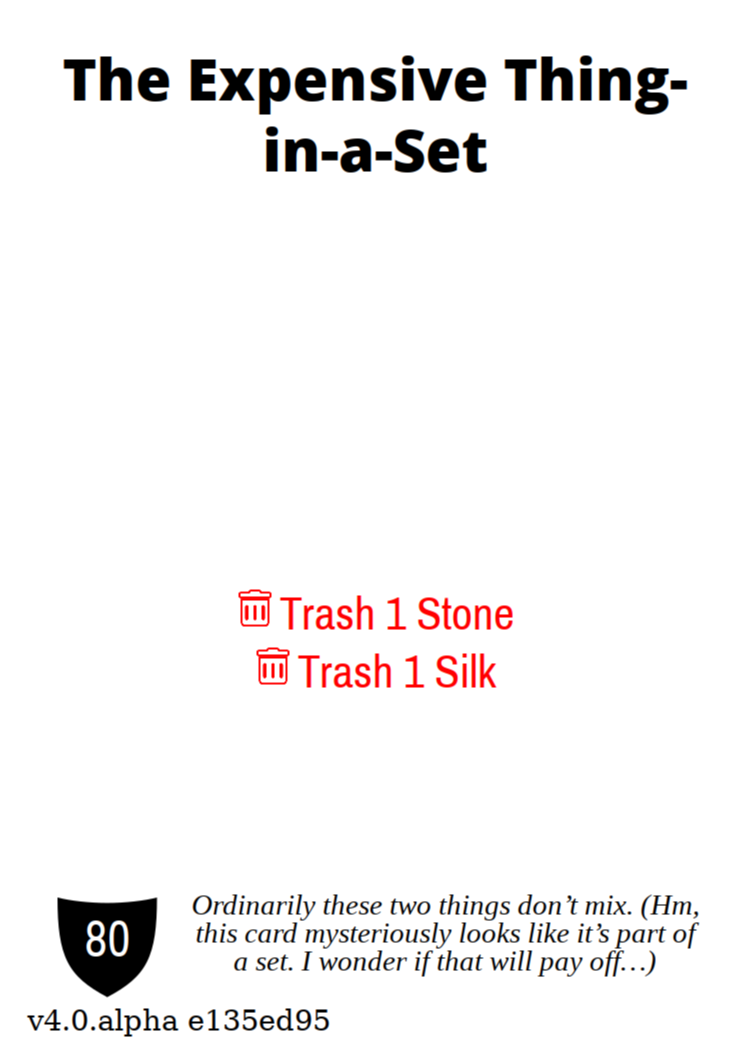 The Expensive Thing-
in-a-Set
Trash 1 Stone
Trash 1 Silk
80
Ordinarily these two things don’t mix. (Hm,
this card mysteriously looks like it’s part of
a set. I wonder if that will pay off…)
v4.0.alpha e135ed95